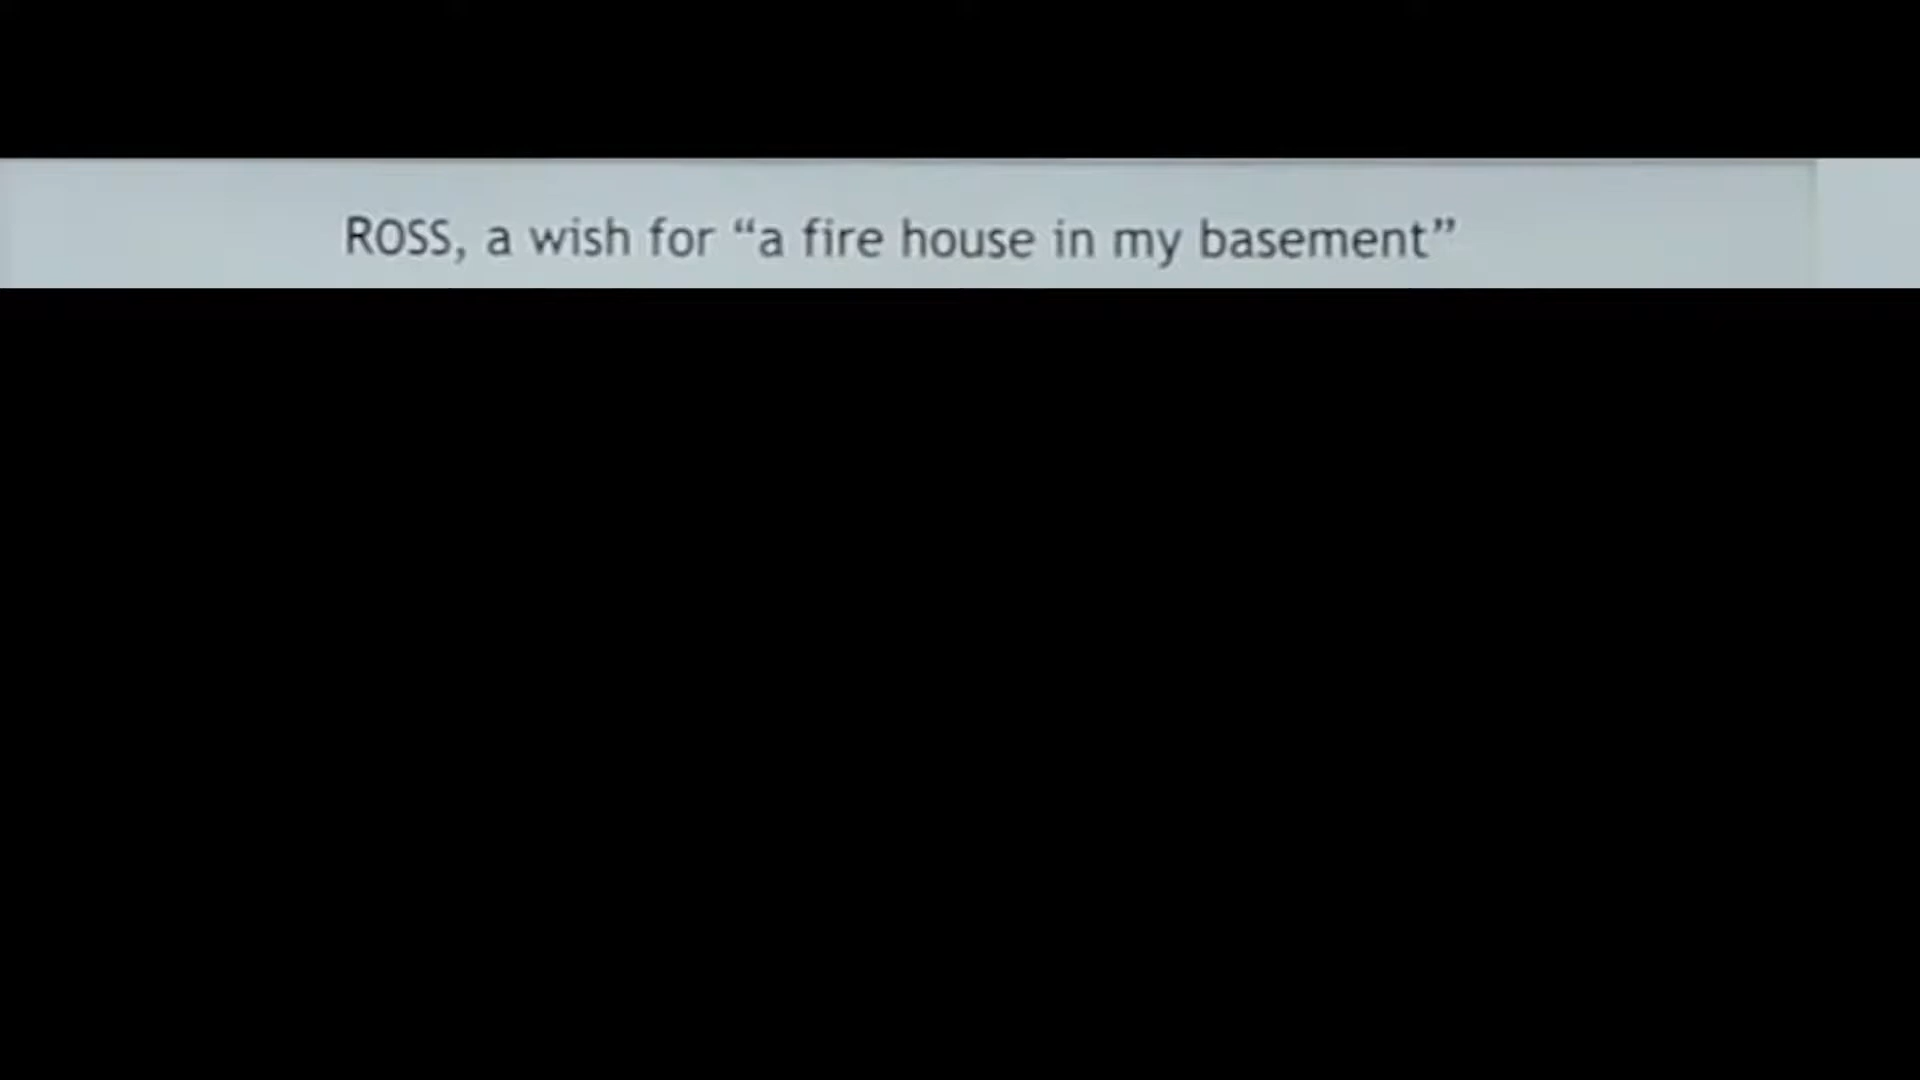 ROSS, a wish for “a fire house in my basement”